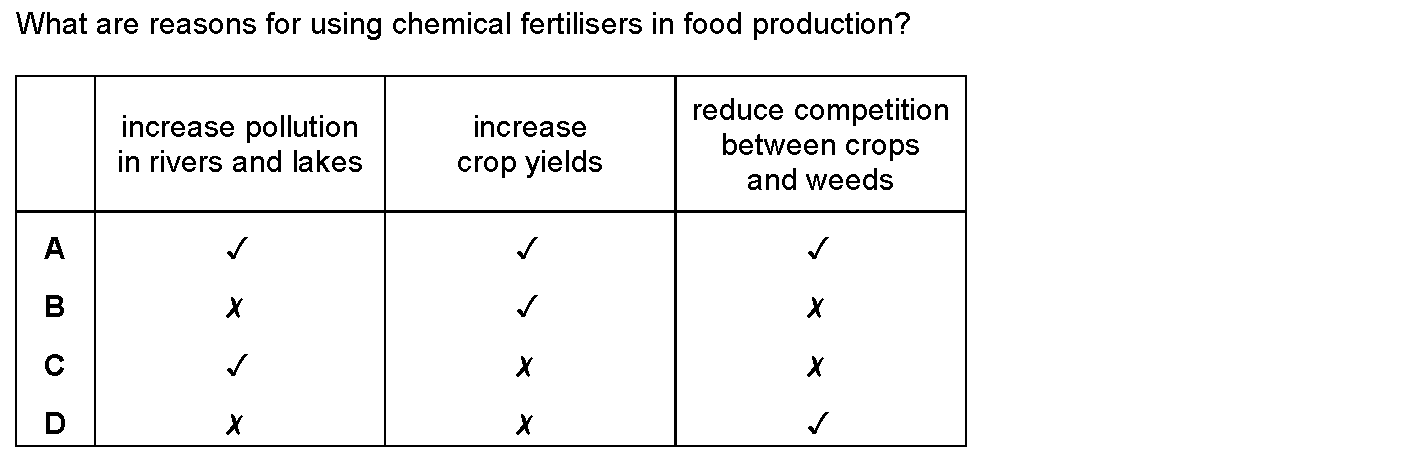 What are reasons for using chemical fertilisers in food production?
increase pollution
in rivers and lakes
increase
crop yields
reduce competition
between crops
and weeds
A ✓ ✓ ✓
B ✗ ✓ ✗
C ✓ ✗ ✗
D ✗ ✗ ✓